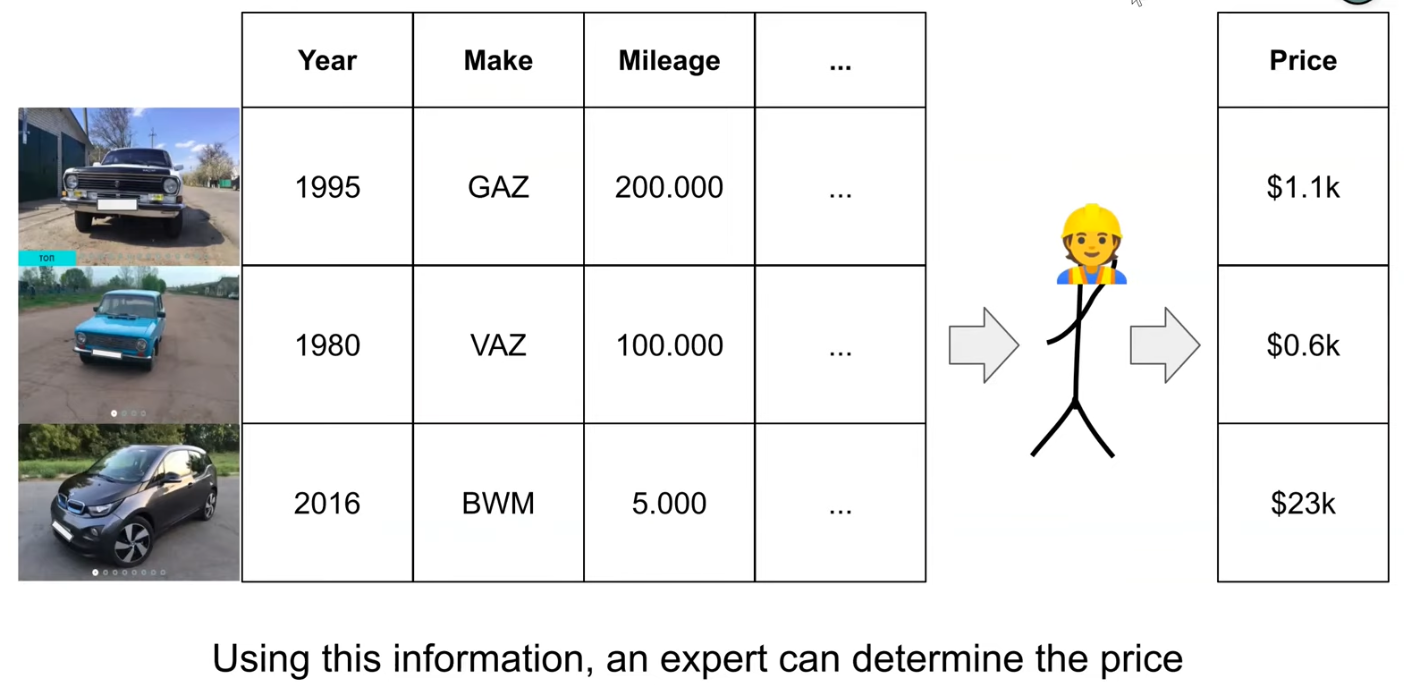 Year Make Mileage ... Price
1995 GAZ 200.000 ... $1.1k
топ
1980 VAZ 100.000 ... $0.6k
2016 BWM 5.000 ... $23k
Using this information, an expert can determine the price